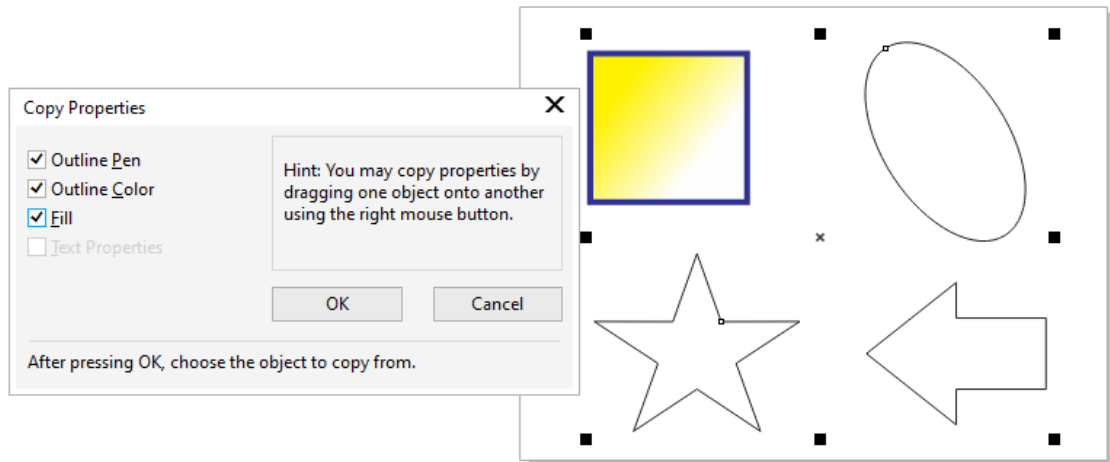 Copy Properties
Outline Pen
Outline Color
Fill
Text Properties
Hint: You may copy properties by
dragging one object onto another
using the right mouse button.
OK
Cancel
After pressing OK, choose the object to copy from.